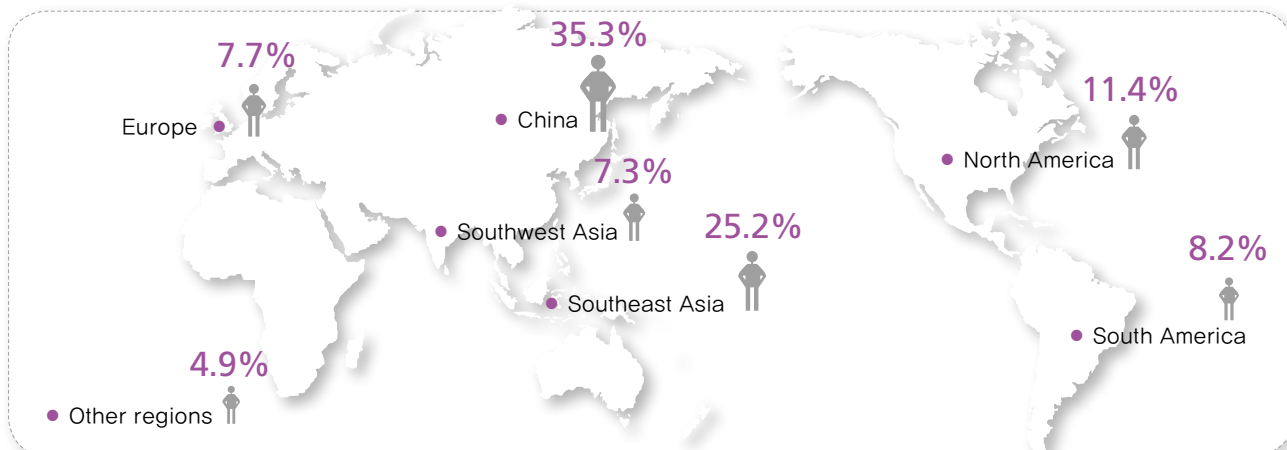 35.3%
7.7%
11.4%
China
Europe
North America
7.3%
25.2%
Southwest Asia
8.2%
Southeast Asia
South America
4.9%
Other regions